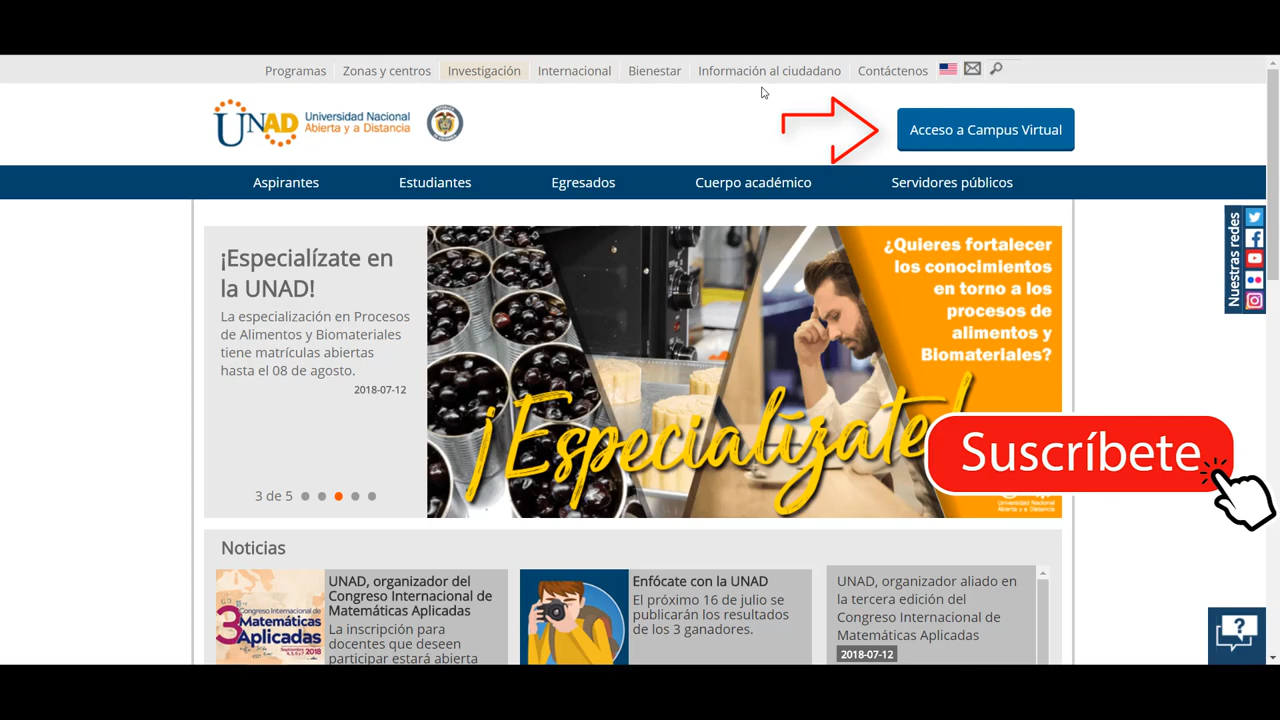 Programas
Zonas y centros
Investigación
Internacional
Bienestar
Información al ciudadano
Contáctenos
UNAD
Universidad Nacional
Abierta y a Distancia
Acceso a Campus Virtual
Aspirantes
Estudiantes
Egresados
Cuerpo académico
Servidores públicos
Nuestras redes
¡Especialízate en
la UNAD!
La especialización en Procesos
de Alimentos y Biomateriales
tiene matrículas abiertas
hasta el 08 de agosto.
2018-07-12
3 de 5
¿Quieres fortalecer
los conocimientos
en torno a los
procesos de
alimentos y
Biomateriales?
¡Especialízate!
Suscríbete
Universidad Nacional
Abierta y a Distancia
Noticias
3 Congreso Internacional de
Matemáticas
Aplicadas
Septiembre
4, 5, 6 y 7 2018
UNAD, organizador del
Congreso Internacional de
Matemáticas Aplicadas
La inscripción para
docentes que deseen
participar estará abierta
Enfócate con la UNAD
El próximo 16 de julio se
publicarán los resultados
de los 3 ganadores.
UNAD, organizador aliado en
la tercera edición del
Congreso Internacional de
Matemáticas Aplicadas
2018-07-12
?